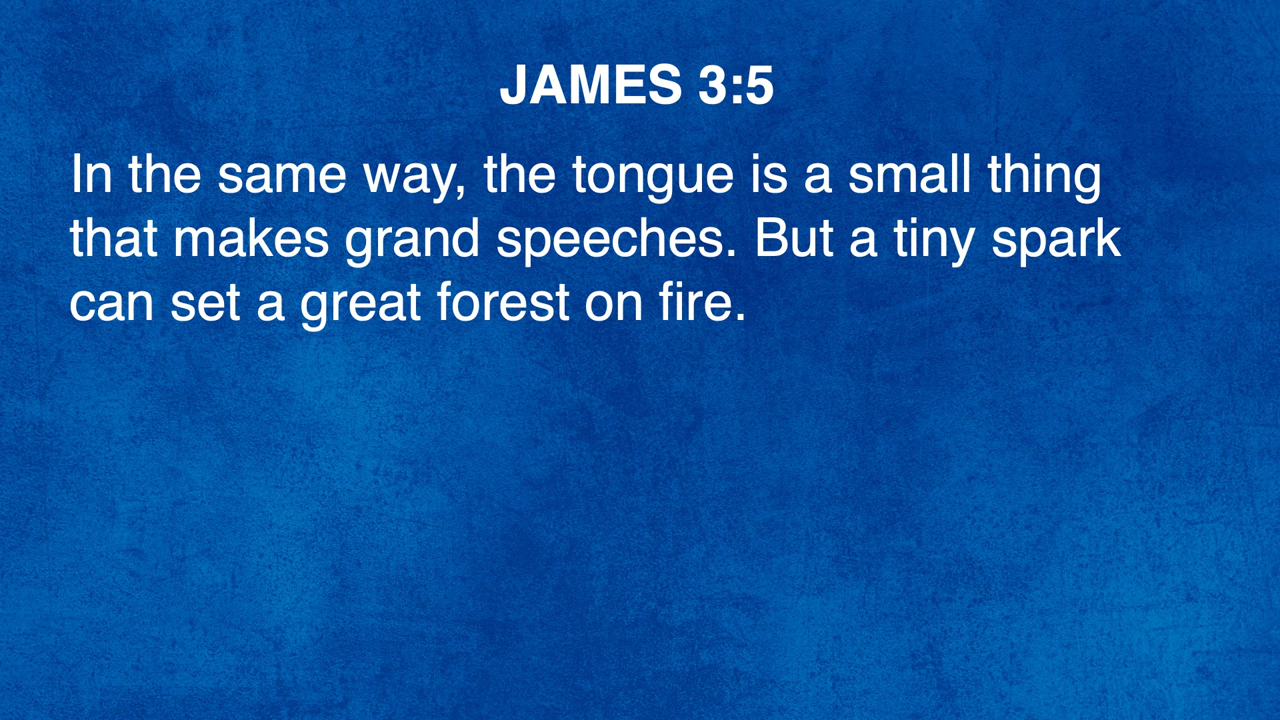 JAMES 3:5
In the same way, the tongue is a small thing
that makes grand speeches. But a tiny spark
can set a great forest on fire.